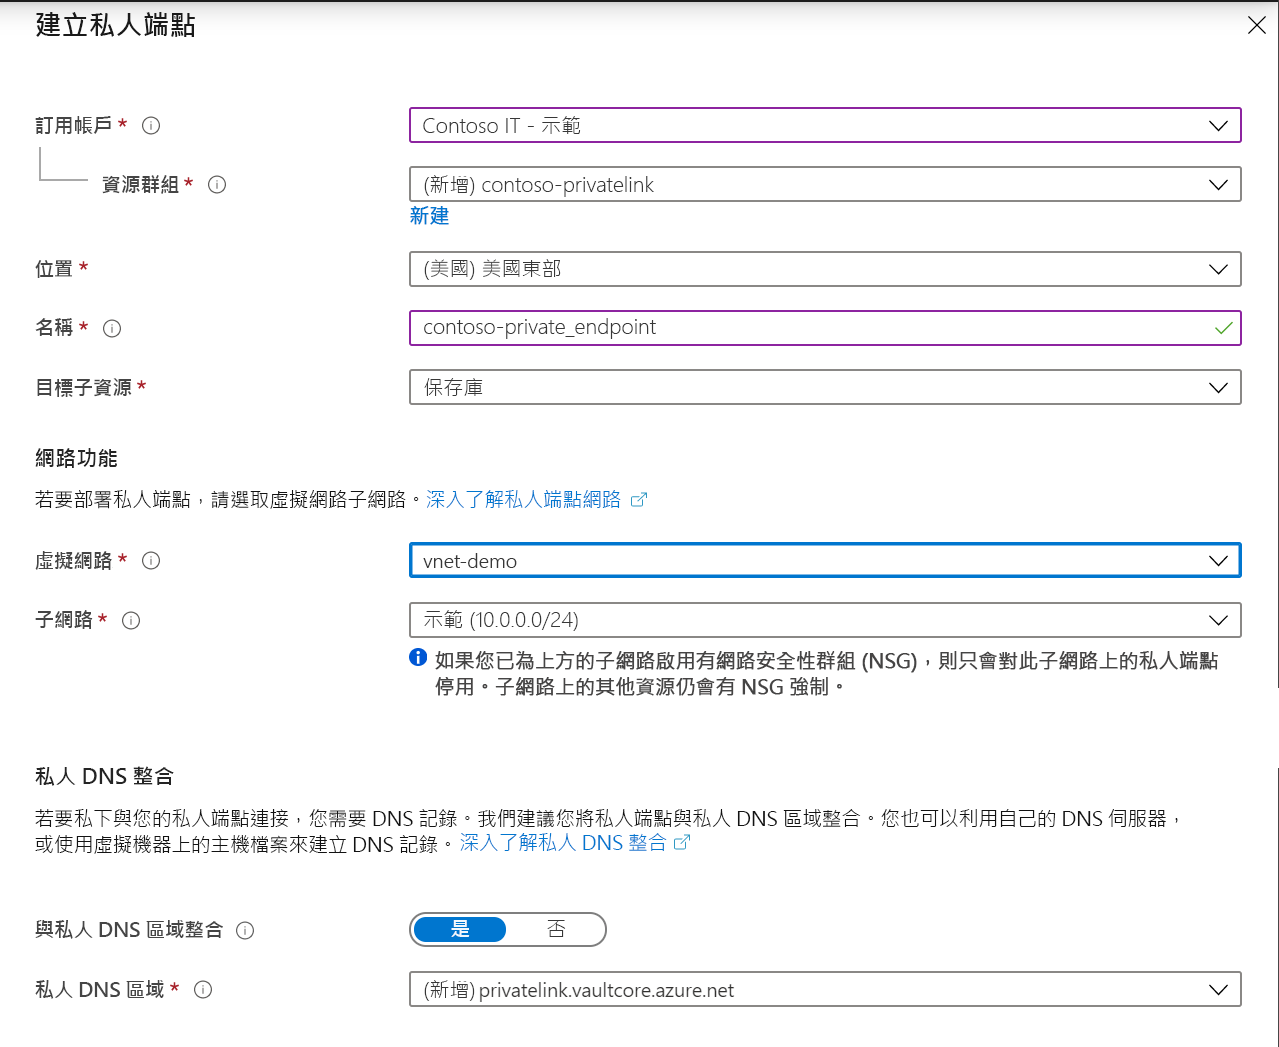 建立私人端點
訂用帳戶 *
Contoso IT - 示範
資源群組 *
(新增) contoso-privatelink
新建
位置 *
(美國) 美國東部
名稱 *
contoso-private_endpoint
目標子資源 *
保存庫
網路功能
若要部署私人端點，請選取虛擬網路子網路。深入了解私人端點網路
虛擬網路 *
vnet-demo
子網路 *
示範 (10.0.0.0/24)
如果您已為上方的子網路啟用有網路安全性群組 (NSG)，則只會對此子網路上的私人端點
停用。子網路上的其他資源仍會有 NSG 強制。
私人 DNS 整合
若要私下與您的私人端點連接，您需要 DNS 記錄。我們建議您將私人端點與私人 DNS 區域整合。您也可以利用自己的 DNS 伺服器，
或使用虛擬機器上的主機檔案來建立 DNS 記錄。深入了解私人 DNS 整合
與私人 DNS 區域整合
是 否
私人 DNS 區域 *
(新增) privatelink.vaultcore.azure.net